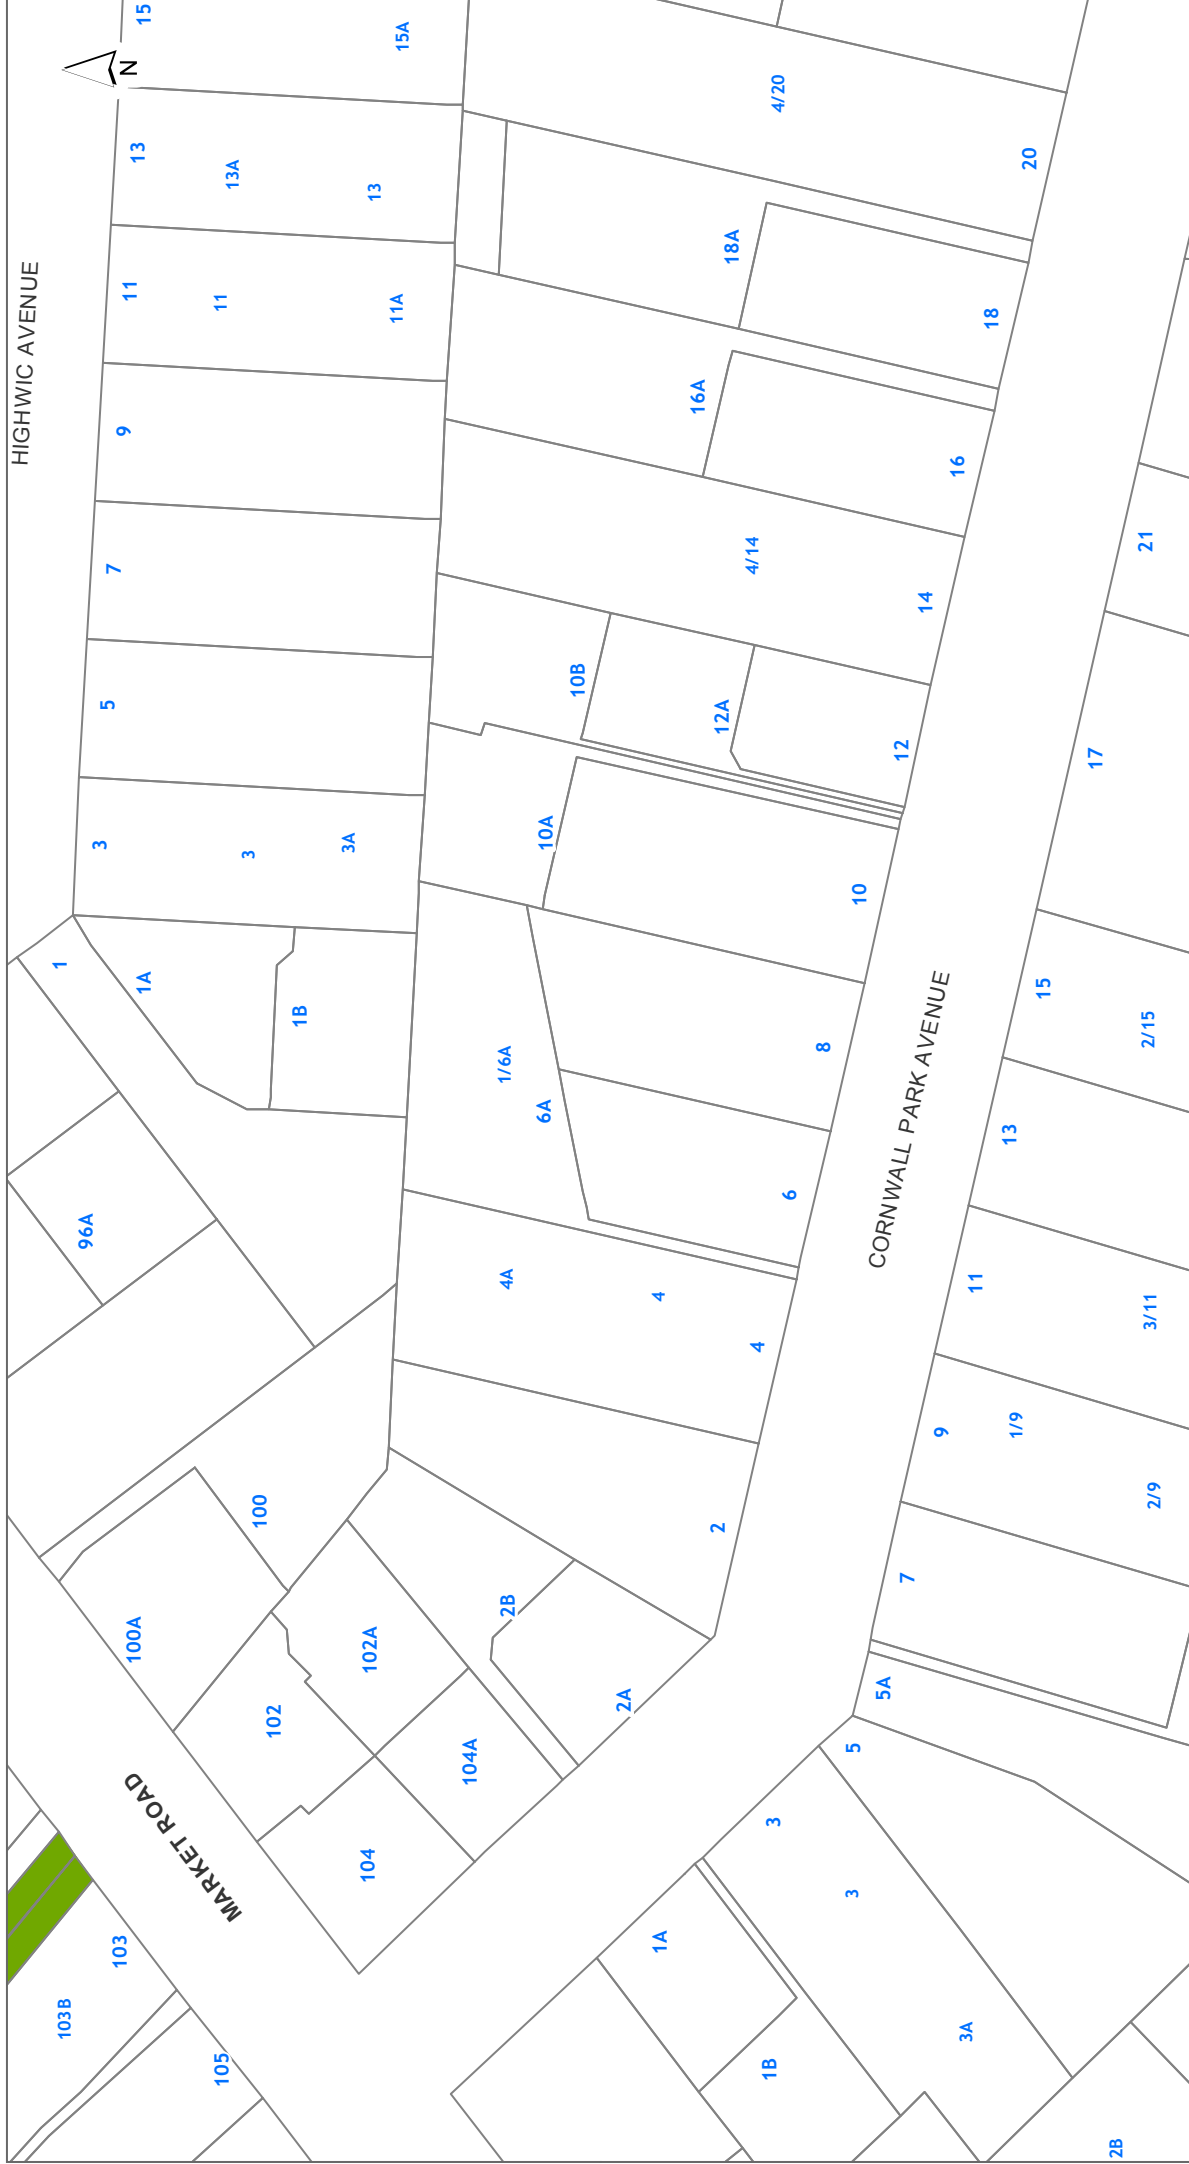 HIGHWIC AVENUE
N
15
15A
13
13A
13
11
11
11A
9
7
5
3
3
3A
1
1A
1B
96A
4/20
20
18A
18
16A
16
4/14
14
10B
12A
12
10A
10
1/6A
6A
8
6
4A
4
4
2
2B
2A
100
100A
102A
102
104A
104
MARKET ROAD
103
103B
105
CORNWALL PARK AVENUE
21
17
15
2/15
13
11
3/11
9
1/9
2/9
7
5A
5
3
3
3A
1A
1B
2B